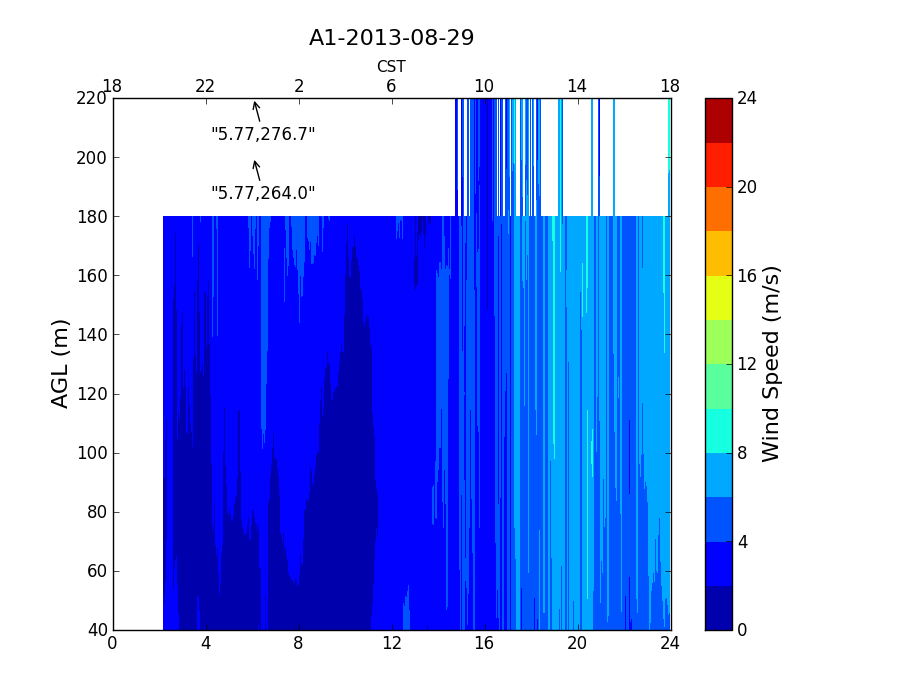 A1-2013-08-29
CST
18 22 2 6 10 14 18
220 24
"5.77,276.7"
200
"5.77,264.0"
20
180
160 16
140
120 12
100
80 8
60 4
40 0
0 4 8 12 16 20 24
AGL (m)
Wind Speed (m/s)